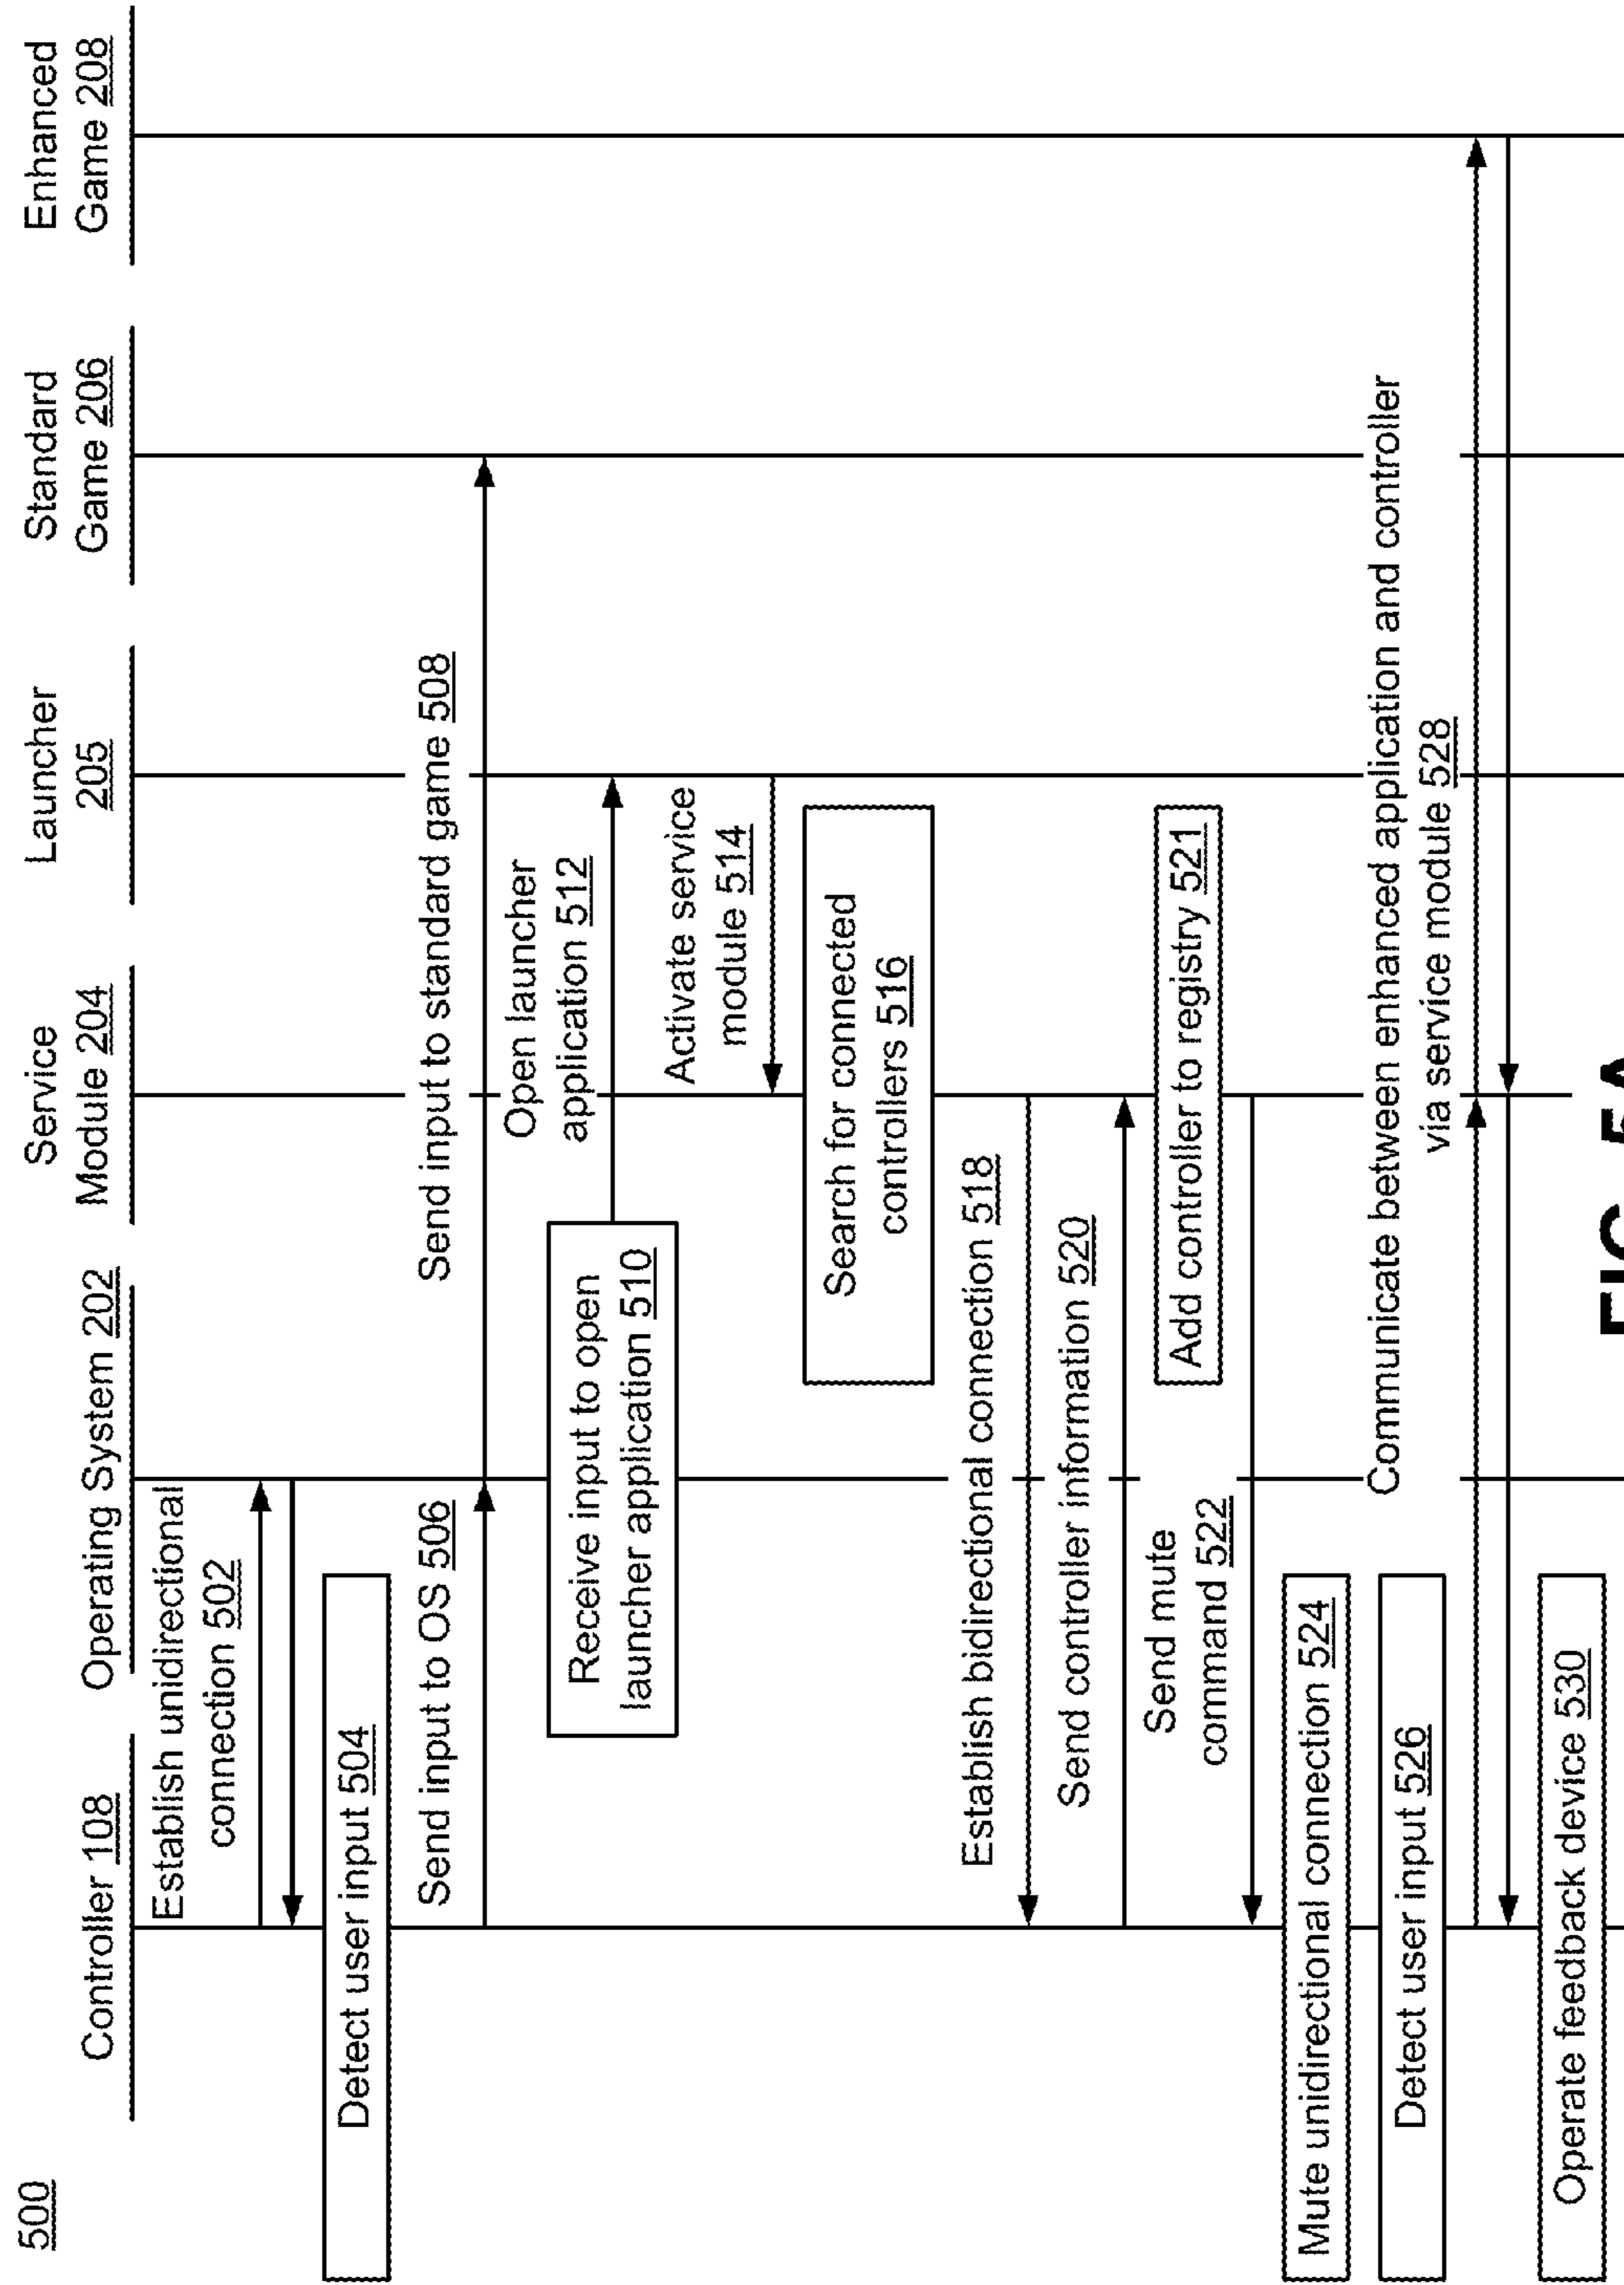 500
Controller 108
Operating System 202
Service
Module 204
Launcher
205
Standard
Game 206
Enhanced
Game 208
Establish unidirectional
connection 502
Detect user input 504
Send input to OS 506
Send input to standard game 508
Receive input to open
launcher application 510
Open launcher
application 512
Activate service
module 514
Search for connected
controllers 516
Establish bidirectional connection 518
Send controller information 520
Add controller to registry 521
Send mute
command 522
Mute unidirectional connection 524
Detect user input 526
Communicate between enhanced application and controller
via service module 528
Operate feedback device 530